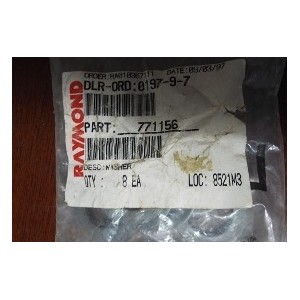 DLR-ORD:0197-9-7
PART: 771156
RAYMOND
DESC:WASHER
QTY : 8 EA LOC: 8521M3